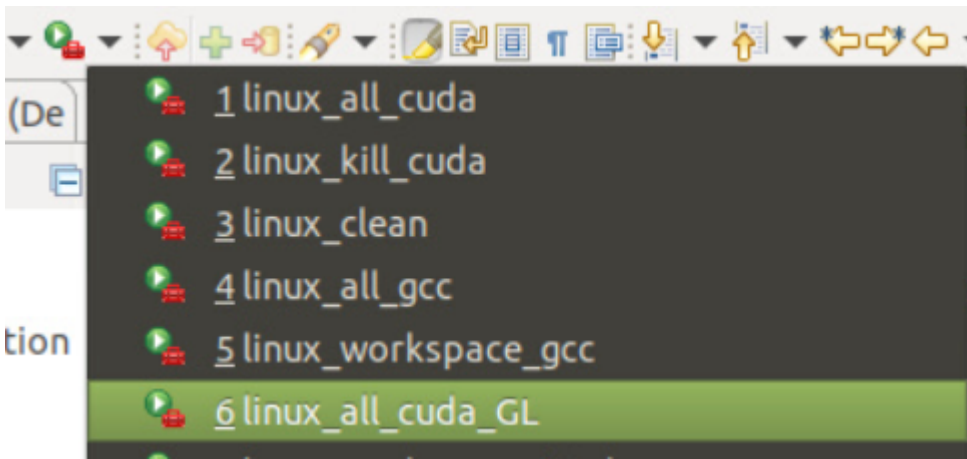 (De
1 linux_all_cuda
2 linux_kill_cuda
3 linux_clean
4 linux_all_gcc
tion
5 linux_workspace_gcc
6 linux_all_cuda_GL